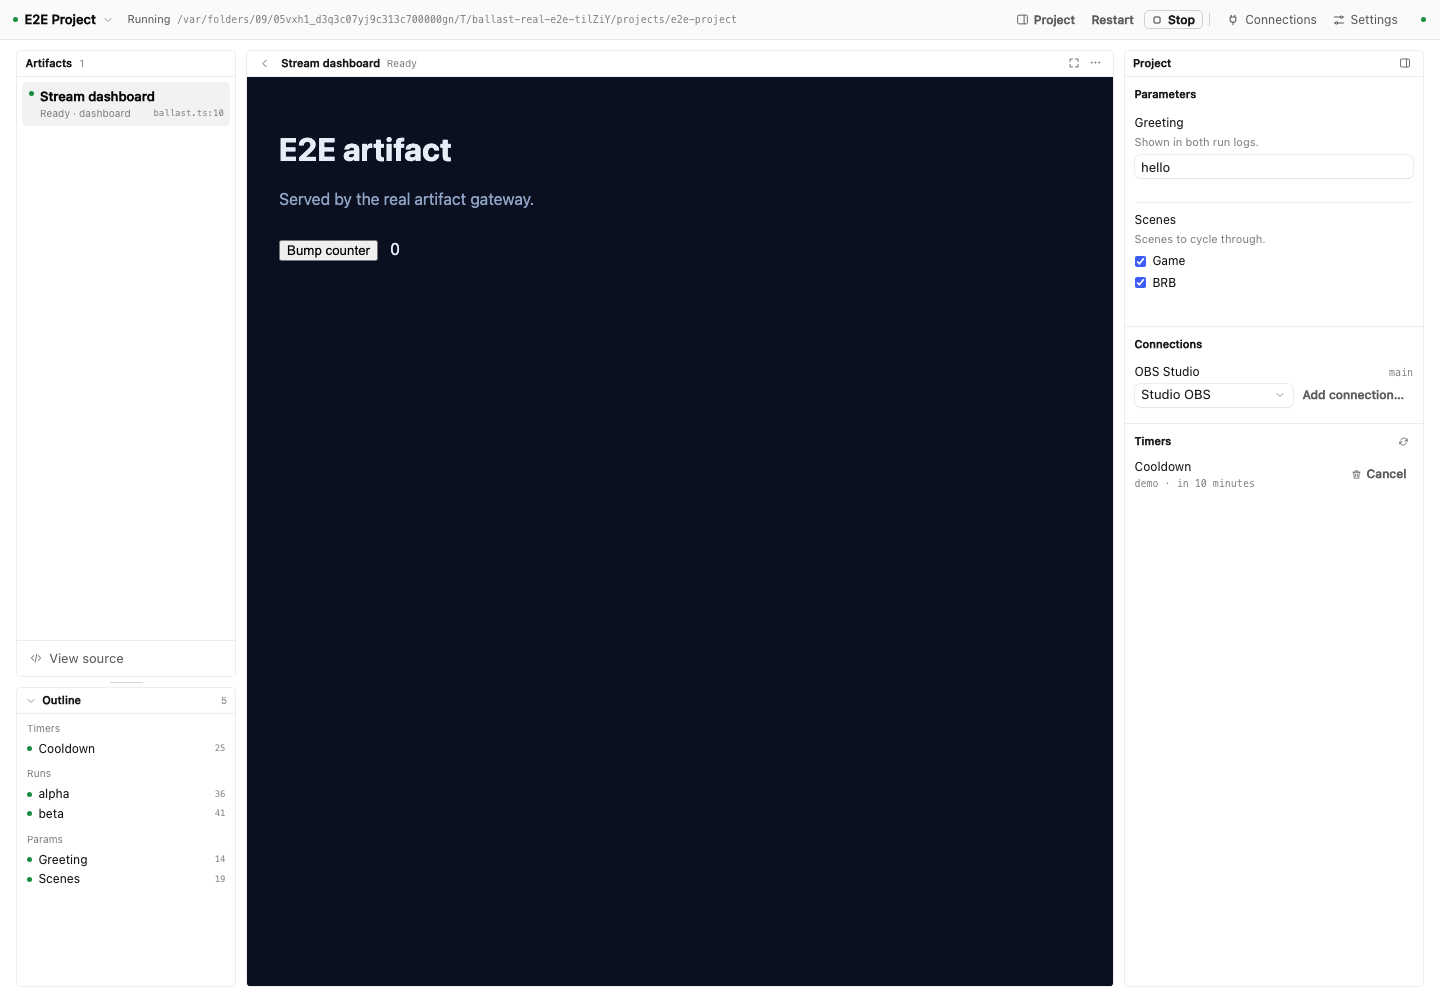 E2E Project Running /var/folders/09/05vxh1_d3q3c07yj9c313c700000gn/T/ballast-real-e2e-tilZiY/projects/e2e-project Project Restart Stop Connections Settings
Artifacts 1
Stream dashboard
Ready · dashboard ballast.ts:10
View source
Outline 5
Timers
Cooldown 25
Runs
alpha 36
beta 41
Params
Greeting 14
Scenes 19
Stream dashboard Ready
E2E artifact
Served by the real artifact gateway.
Bump counter 0
Project
Parameters
Greeting
Shown in both run logs.
hello
Scenes
Scenes to cycle through.
Game
BRB
Connections
OBS Studio main
Studio OBS Add connection...
Timers
Cooldown
demo · in 10 minutes
Cancel